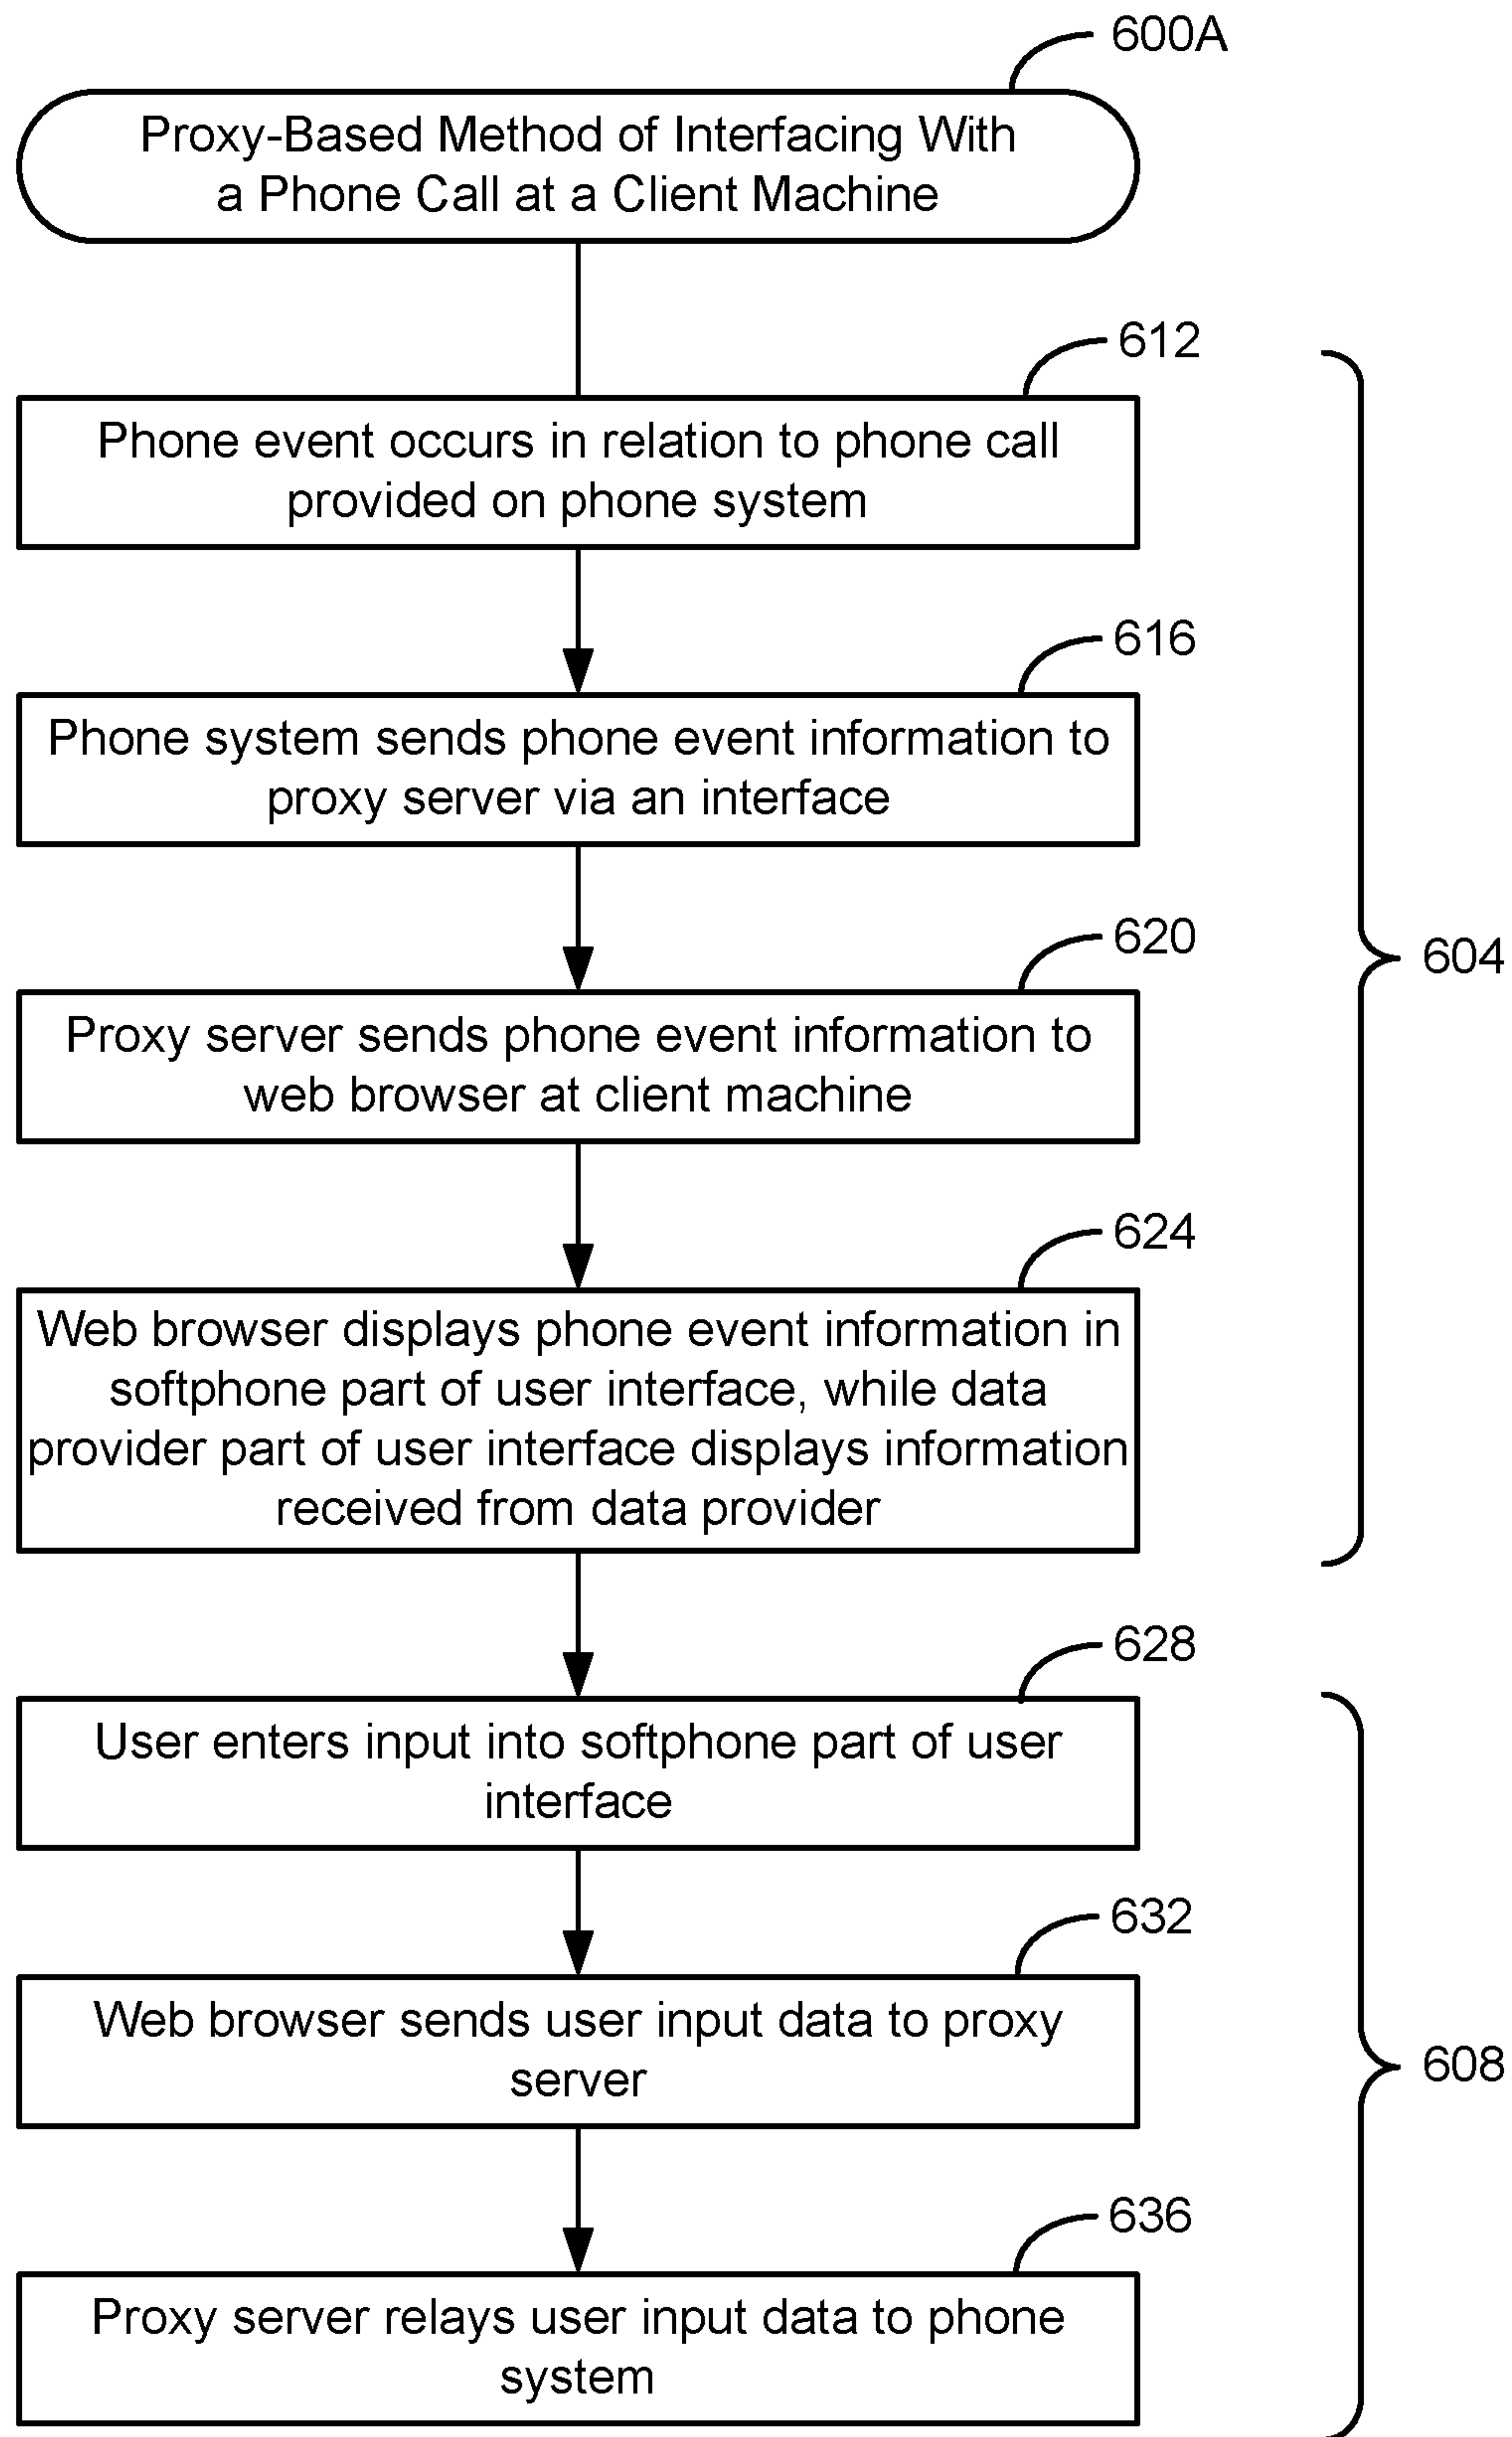 600A
Proxy-Based Method of Interfacing With
a Phone Call at a Client Machine
612
Phone event occurs in relation to phone call
provided on phone system
616
Phone system sends phone event information to
proxy server via an interface
620
604
Proxy server sends phone event information to
web browser at client machine
624
Web browser displays phone event information in
softphone part of user interface, while data
provider part of user interface displays information
received from data provider
628
User enters input into softphone part of user
interface
632
Web browser sends user input data to proxy
server
608
636
Proxy server relays user input data to phone
system